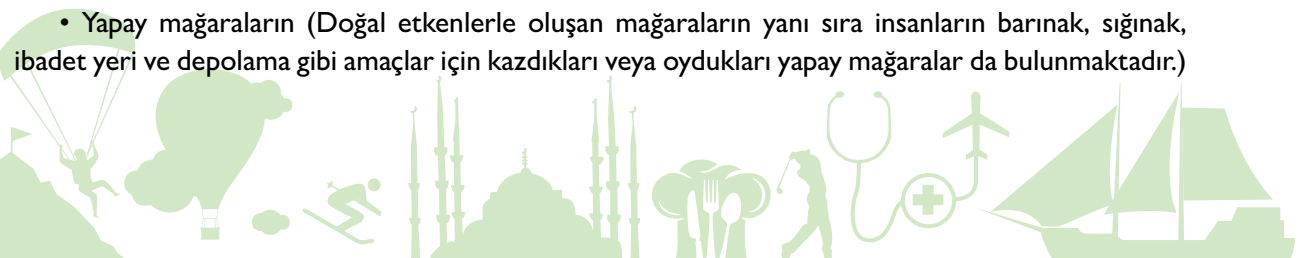 • Yapay mağaraların (Doğal etkenlerle oluşan mağaraların yanı sıra insanların barınak, sığınak,
ibadet yeri ve depolama gibi amaçlar için kazdıkları veya oydukları yapay mağaralar da bulunmaktadır.)